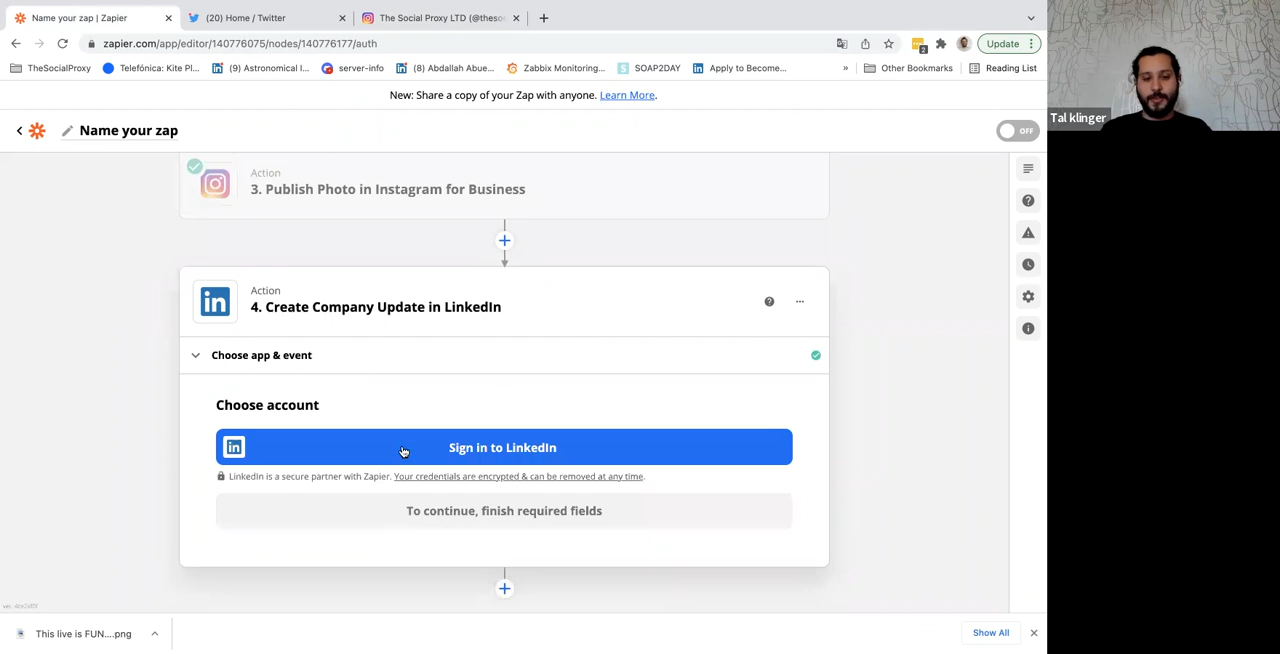 Name your zap | Zapier
(20) Home / Twitter
The Social Proxy LTD (@theso
Update
zapier.com/app/editor/140776075/nodes/140776177/auth
TheSocialProxy
Telefónica: Kite Pl...
(9) Astronomical I...
server-info
(8) Abuse Abue...
Zabbix Monitoring...
SOAP2DAY
Apply to Become...
»
Other Bookmarks
Reading List
New: Share a copy of your Zap with anyone. Learn More.
Name your zap
OFF
Tal klinger
Action
3. Publish Photo in Instagram for Business
Action
4. Create Company Update in LinkedIn
Choose app & event
Choose account
in
Sign in to LinkedIn
LinkedIn is a secure partner with Zapier. Your credentials are encrypted & can be removed at any time.
To continue, finish required fields
This live is FUN....png
Show All